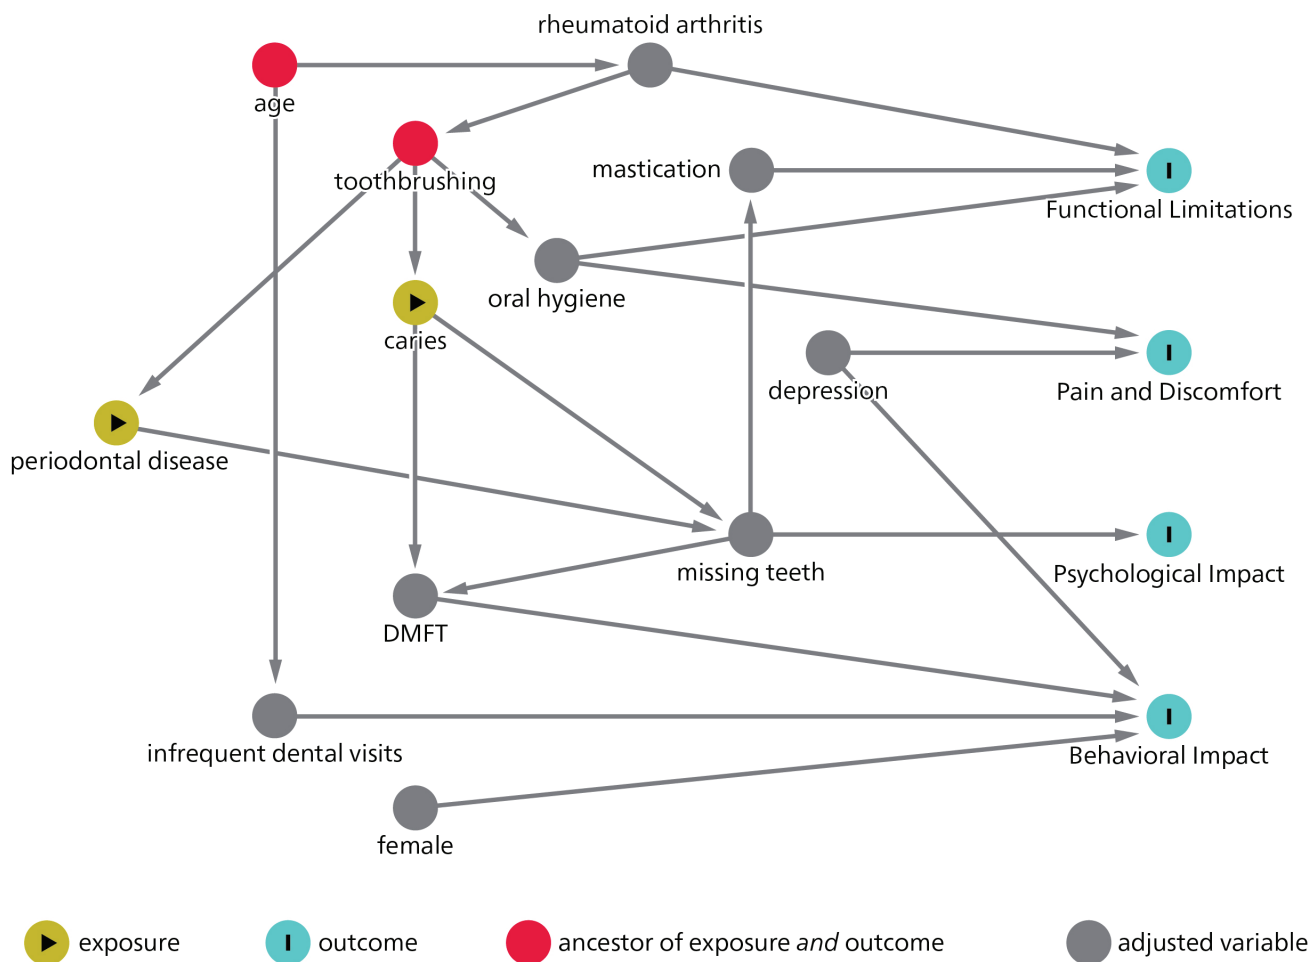 rheumatoid arthritis
age
toothbrushing
mastication
Functional Limitations
oral hygiene
caries
depression
Pain and Discomfort
periodontal disease
missing teeth
Psychological Impact
DMFT
infrequent dental visits
Behavioral Impact
female
exposure
outcome
ancestor of exposure and outcome
adjusted variable